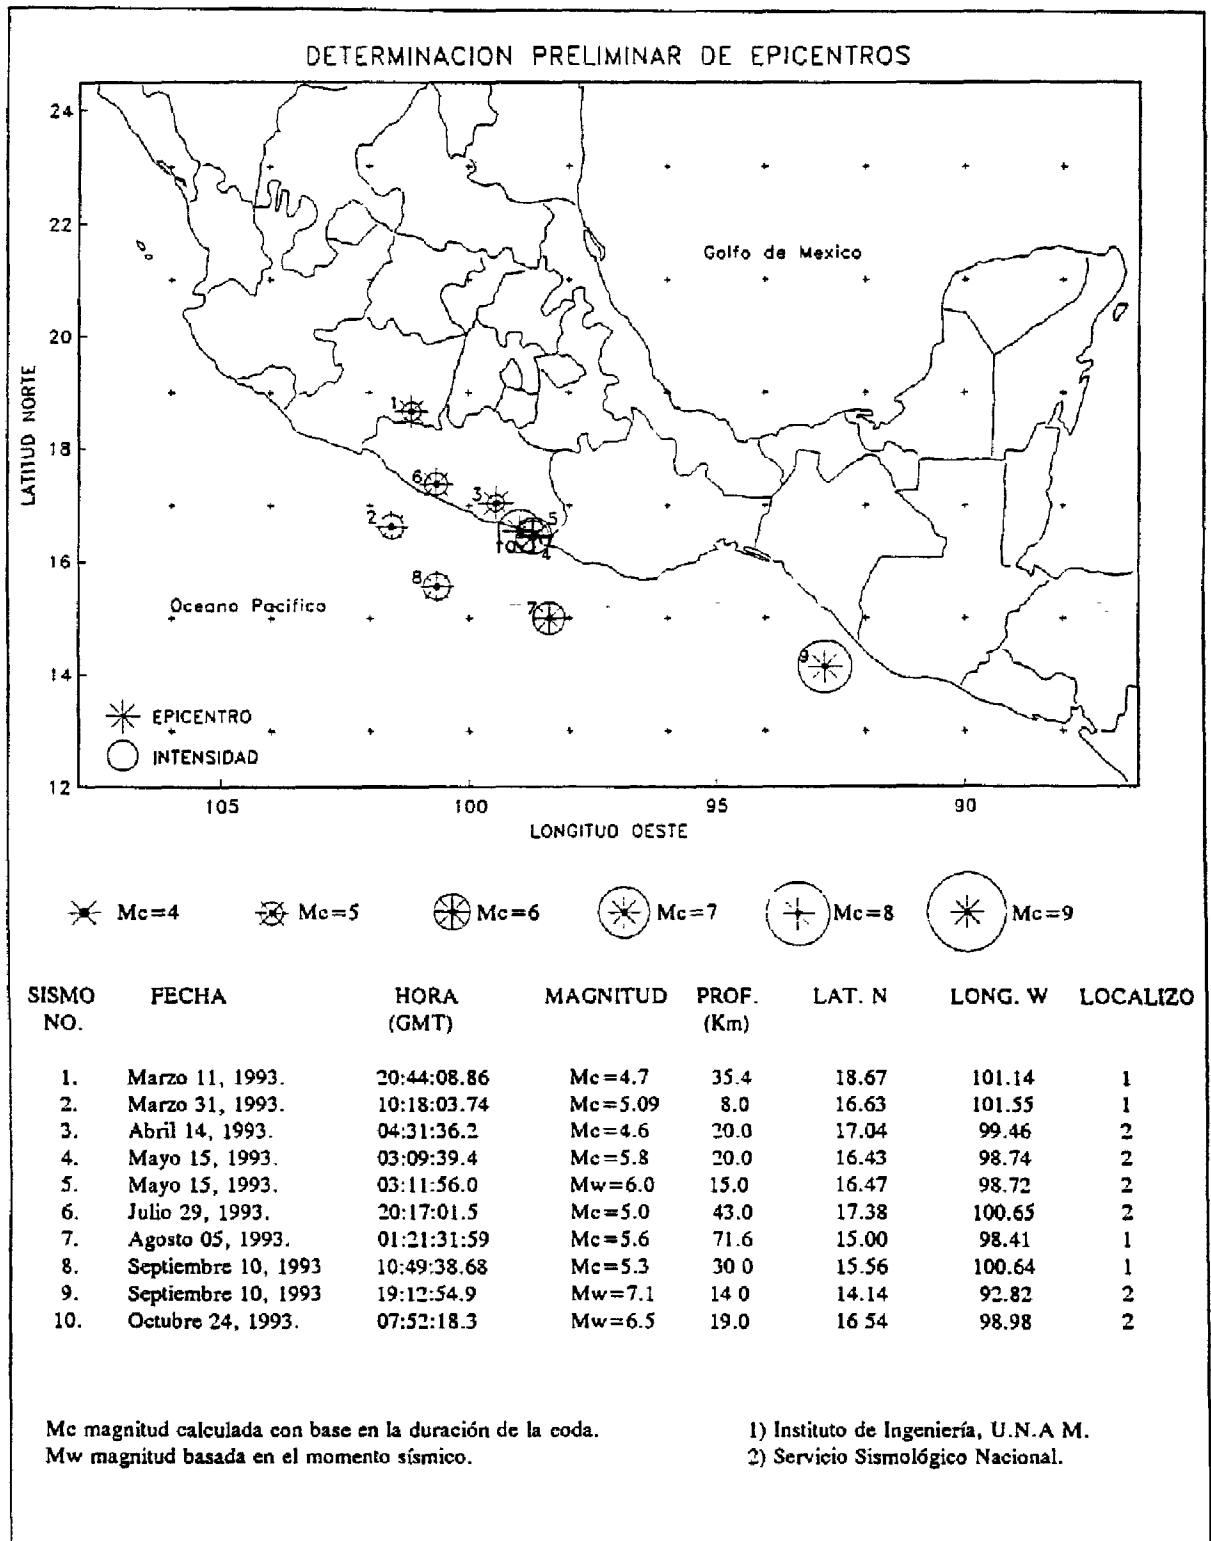 DETERMINACION PRELIMINAR DE EPICENTROS
24
22
20
18
16
14
12
LATITUD NORTE
Golfo de Mexico
Oceano Pacifico
1
6
3
2
5
4
8
7
9
EPICENTRO
INTENSIDAD
105 100 95 90
LONGITUD OESTE
Mc=4 Mc=5 Mc=6 Mc=7 Mc=8 Mc=9
SISMO FECHA HORA MAGNITUD PROF. LAT. N LONG. W LOCALIZO
NO. (GMT) (Km)
1. Marzo 11, 1993. 20:44:08.86 Mc=4.7 35.4 18.67 101.14 1
2. Marzo 31, 1993. 10:18:03.74 Mc=5.09 8.0 16.63 101.55 1
3. Abril 14, 1993. 04:31:36.2 Mc=4.6 20.0 17.04 99.46 2
4. Mayo 15, 1993. 03:09:39.4 Mc=5.8 20.0 16.43 98.74 2
5. Mayo 15, 1993. 03:11:56.0 Mw=6.0 15.0 16.47 98.72 2
6. Julio 29, 1993. 20:17:01.5 Mc=5.0 43.0 17.38 100.65 2
7. Agosto 05, 1993. 01:21:31:59 Mc=5.6 71.6 15.00 98.41 1
8. Septiembre 10, 1993 10:49:38.68 Mc=5.3 30 0 15.56 100.64 1
9. Septiembre 10, 1993 19:12:54.9 Mw=7.1 14 0 14.14 92.82 2
10. Octubre 24, 1993. 07:52:18.3 Mw=6.5 19.0 16 54 98.98 2
Mc magnitud calculada con base en la duración de la coda.
Mw magnitud basada en el momento sísmico.
1) Instituto de Ingeniería, U.N.A M.
2) Servicio Sismológico Nacional.